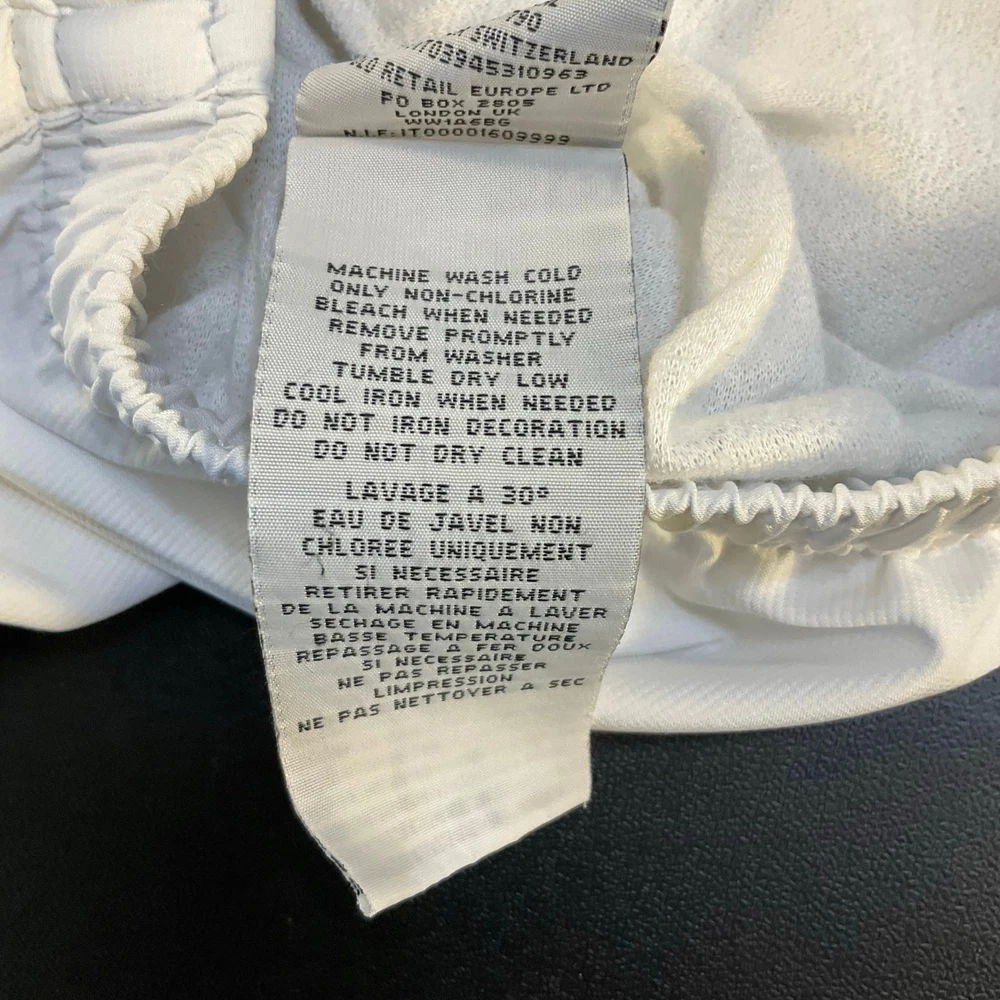 790
SWITZERLAND
03945310963
RETAIL EUROPE LTD
PO BOX 2805
LONDON UK
WW1A6BG
N.I.F: IT00001609999
MACHINE WASH COLD
ONLY NON-CHLORINE
BLEACH WHEN NEEDED
REMOVE PROMPTLY
FROM WASHER
TUMBLE DRY LOW
COOL IRON WHEN NEEDED
DO NOT IRON DECORATION
DO NOT DRY CLEAN
LAVAGE A 30°
EAU DE JAVEL NON
CHLOREE UNIQUEMENT
SI NECESSAIRE
RETIRER RAPIDEMENT
DE LA MACHINE A LAVER
SECHAGE EN MACHINE
BASSE TEMPERATURE
REPASSAGE A FER DOUX
SI NECESSAIRE
NE PAS REPASSER
LIMPRESSION
NE PAS NETTOYER A SEC